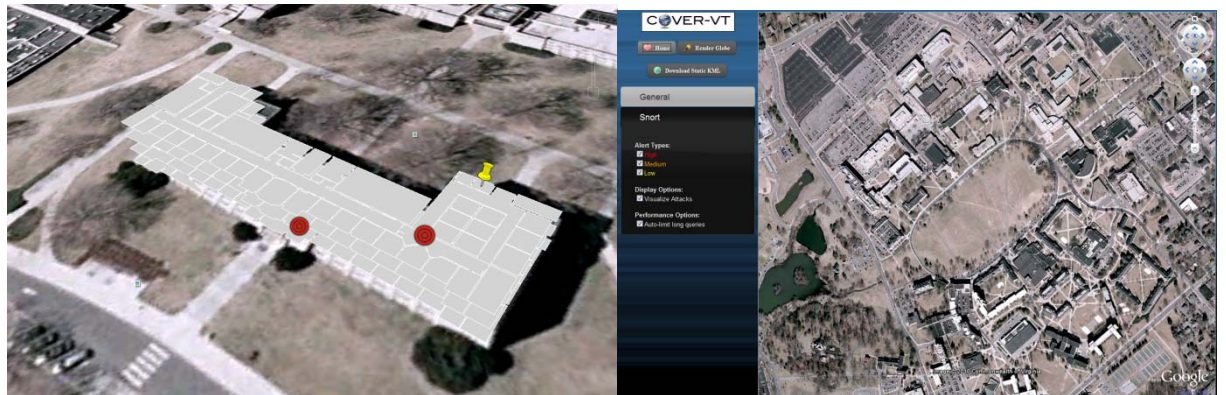 COVER-VT
Home
Render Globe
Download Static KML
General
Snort
Alert Types:
High
Medium
Low
Display Options:
Visualize Attacks
Performance Options:
Auto-limit long queries
Google